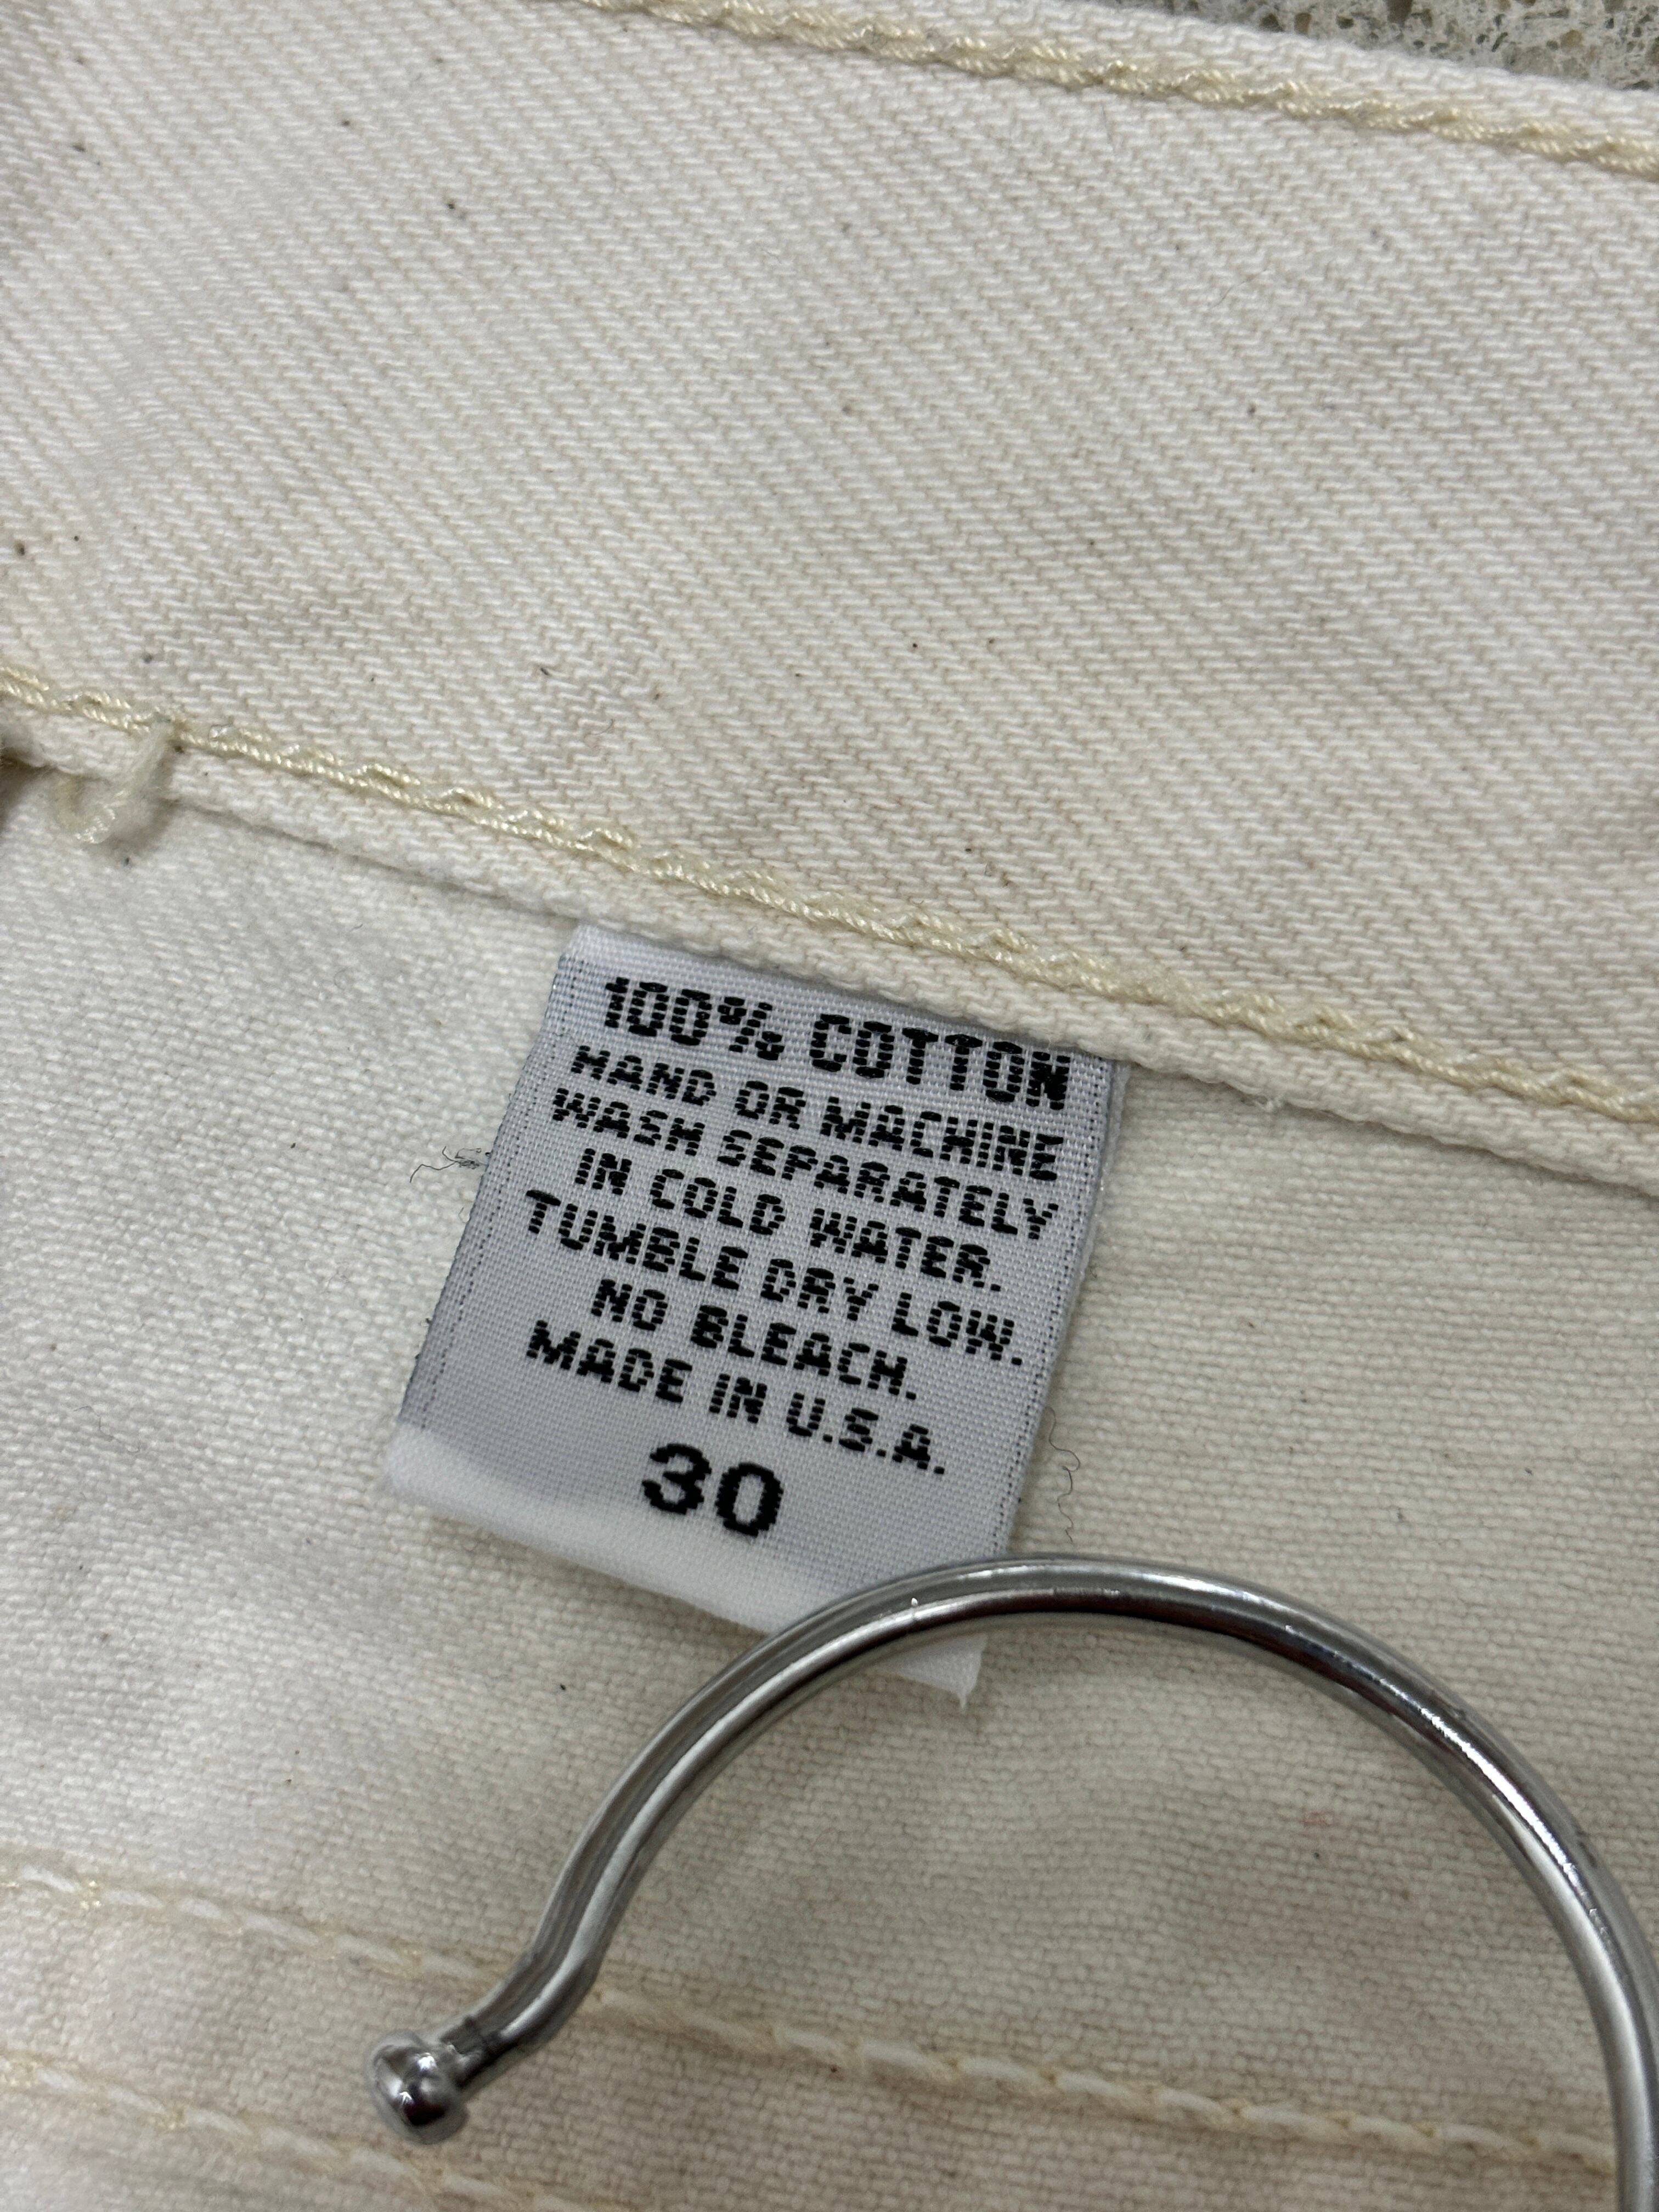 100% COTTON
HAND OR MACHINE
WASH SEPARATELY
IN COLD WATER.
TUMBLE DRY LOW.
NO BLEACH.
MADE IN U.S.A.
30